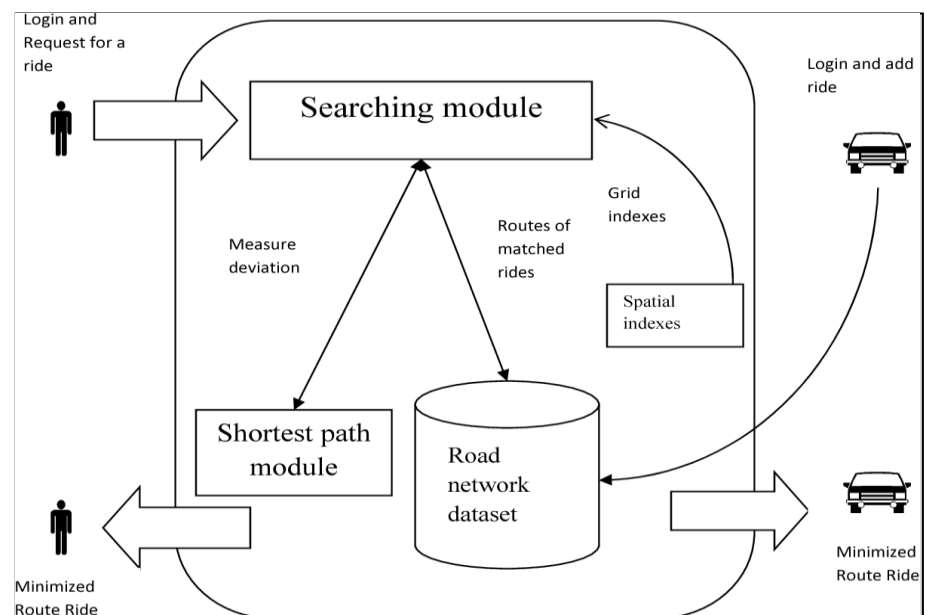 Login and
Request for a
ride
Login and add
ride
Searching module
Grid
indexes
Routes of
matched
rides
Measure
deviation
Spatial
indexes
Shortest path
module
Road
network
dataset
Minimized
Route Ride
Minimized
Route Ride